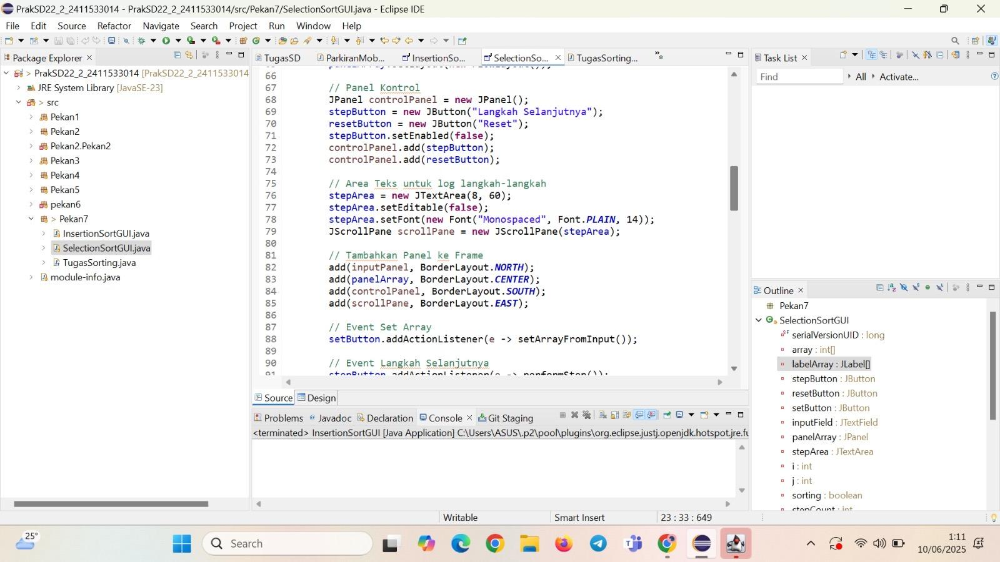 PrakSD22_2_2411533014 - PrakSD22_2_2411533014/src/Pekan7/SelectionSortGUI.java - Eclipse IDE
File Edit Source Refactor Navigate Search Project Run Window Help
Package Explorer
PrakSD22_2_2411533014 [PrakSD22_2_2411533014
JRE System Library [JavaSE-23]
> src
Pekan1
Pekan2
Pekan2.Pekan2
Pekan3
Pekan4
Pekan5
pekan6
> Pekan7
InsertionSortGUI.java
SelectionSortGUI.java
TugasSorting.java
module-info.java
TugasSD ParkiranMob... InsertionSo... SelectionSo... TugasSorting...
66
67 // Panel Kontrol
68 JPanel controlPanel = new JPanel();
69 stepButton = new JButton("Langkah Selanjutnya");
70 resetButton = new JButton("Reset");
71 stepButton.setEnabled(false);
72 controlPanel.add(stepButton);
73 controlPanel.add(resetButton);
74
75 // Area Teks untuk log langkah-langkah
76 stepArea = new JTextArea(8, 60);
77 stepArea.setEditable(false);
78 stepArea.setFont(new Font("Monospaced", Font.PLAIN, 14));
79 JScrollPane scrollPane = new JScrollPane(stepArea);
80
81 // Tambahkan Panel ke Frame
82 add(inputPanel, BorderLayout.NORTH);
83 add(panelArray, BorderLayout.CENTER);
84 add(controlPanel, BorderLayout.SOUTH);
85 add(scrollPane, BorderLayout.EAST);
86
87 // Event Set Array
88 setButton.addActionListener(e -> setArrayFromInput());
89
90 // Event Langkah Selanjutnya
91 stepButton.addActionListener(e -> performStep());
Source Design
Problems Javadoc Declaration Console Git Staging
<terminated> InsertionSortGUI [Java Application] C:\Users\ASUS\.p2\pool\plugins\org.eclipse.justj.openjdk.hotspot.jre.fu
Task List
Find All Activate...
Outline
Pekan7
SelectionSortGUI
serialVersionUID : long
array : int[]
labelArray : JLabel[]
stepButton : JButton
resetButton : JButton
setButton : JButton
inputField : JTextField
panelArray : JPanel
stepArea : JTextArea
i : int
j : int
sorting : boolean
stepCount : int
Writable Smart Insert 23 : 33 : 649
25°
Search
1:11
10/06/2025